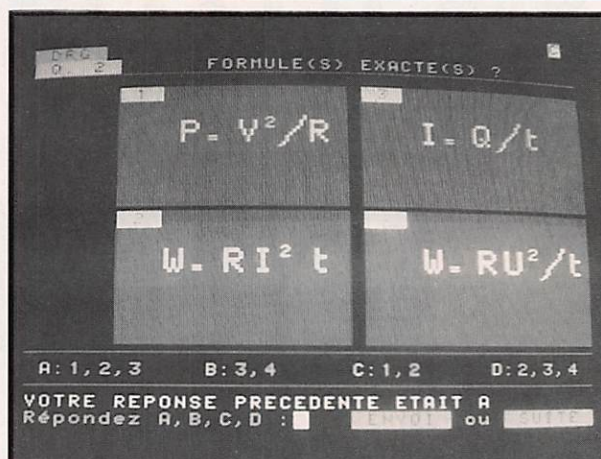 DRG
Q. 2
FORMULE(S) EXACTE(S) ?
1
P= V²/R
3
I= Q/t
2
W= RI² t
W= RU²/t
A: 1,2,3 B: 3,4 C: 1,2 D: 2,3,4
VOTRE REPONSE PRECEDENTE ETAIT A
Répondez A,B,C,D : ENVOI ou SUITE